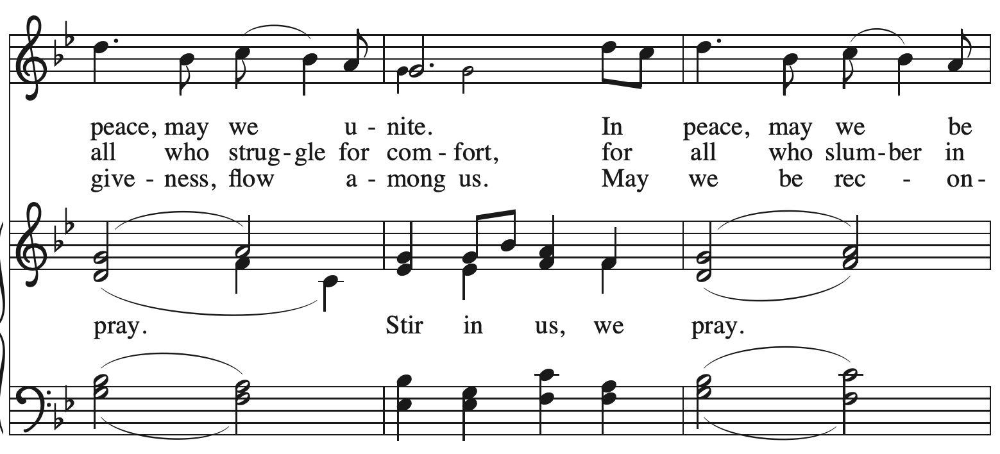 peace, may we u - nite. In peace, may we be
all who strug - gle for com - fort, for all who slum - ber in
give - ness, flow a - mong us. May we be rec - on -
pray. Stir in us, we pray.